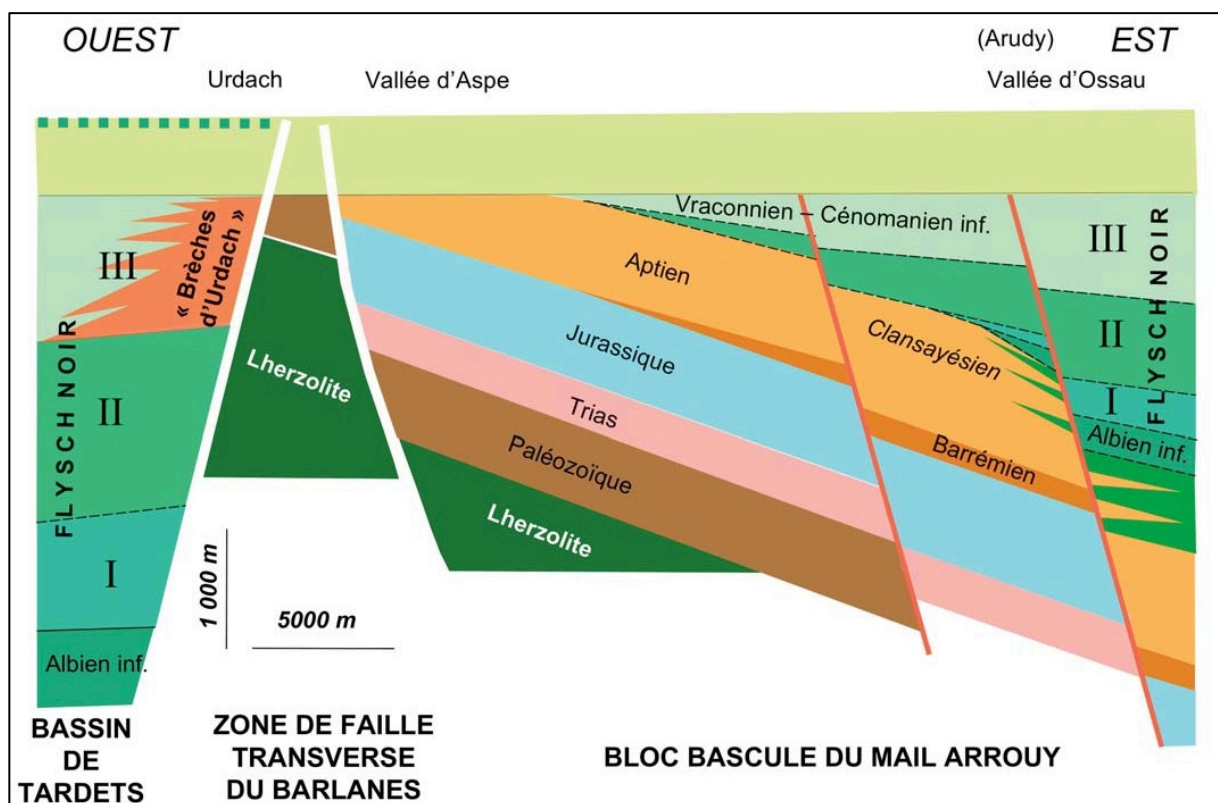 OUEST
(Arudy)
EST
Urdach
Vallée d'Aspe
Vallée d'Ossau
III
« Brèches
d'Urdach »
Vraconnien – Cénomanien inf.
III
Aptien
FLYSCH NOIR
Lherzolite
Jurassique
Clansayésien
II
FLYSCH NOIR
II
Trias
I
Barrémien
Albien inf.
Paléozoïque
Lherzolite
I
1 000 m
5000 m
Albien inf.
BASSIN
DE
TARDETS
ZONE DE FAILLE
TRANSVERSE
DU BARLANES
BLOC BASCULE DU MAIL ARROUY